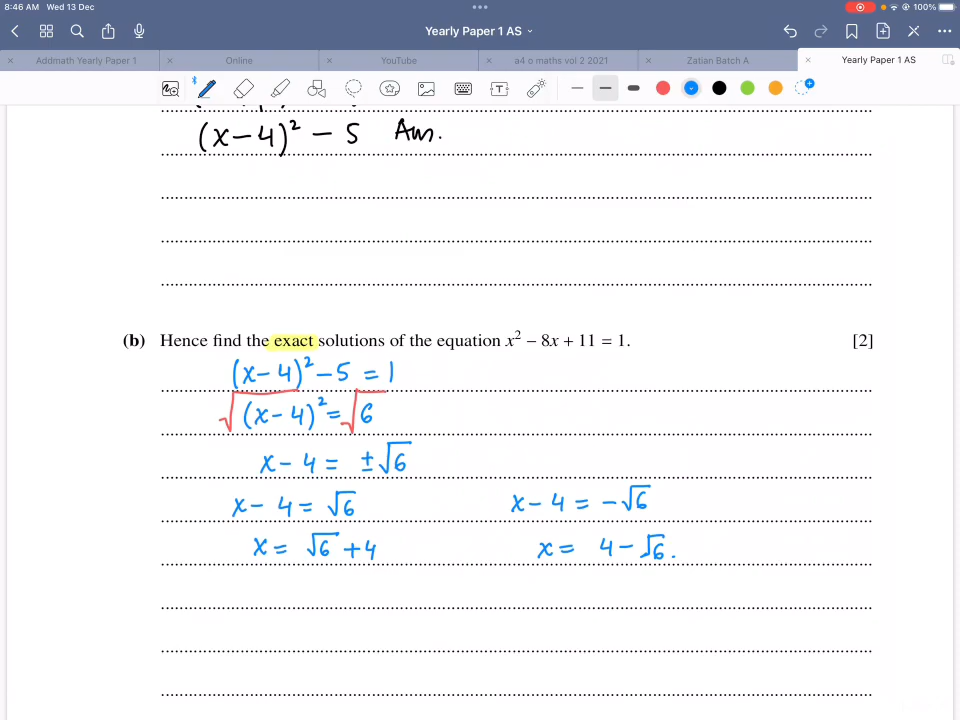 8:46 AM Wed 13 Dec
100%
Yearly Paper 1 AS
Addmath Yearly Paper 1
Online
YouTube
a4 o maths vol 2 2021
Zatian Batch A
Yearly Paper 1 AS
(x-4)² - 5 Ans.
(b) Hence find the exact solutions of the equation x² − 8x + 11 = 1. [2]
(x-4)² - 5 = 1
√(x-4)² = √6
x - 4 = ±√6
x - 4 = √6 x - 4 = -√6
x = √6 + 4 x = 4 - √6.